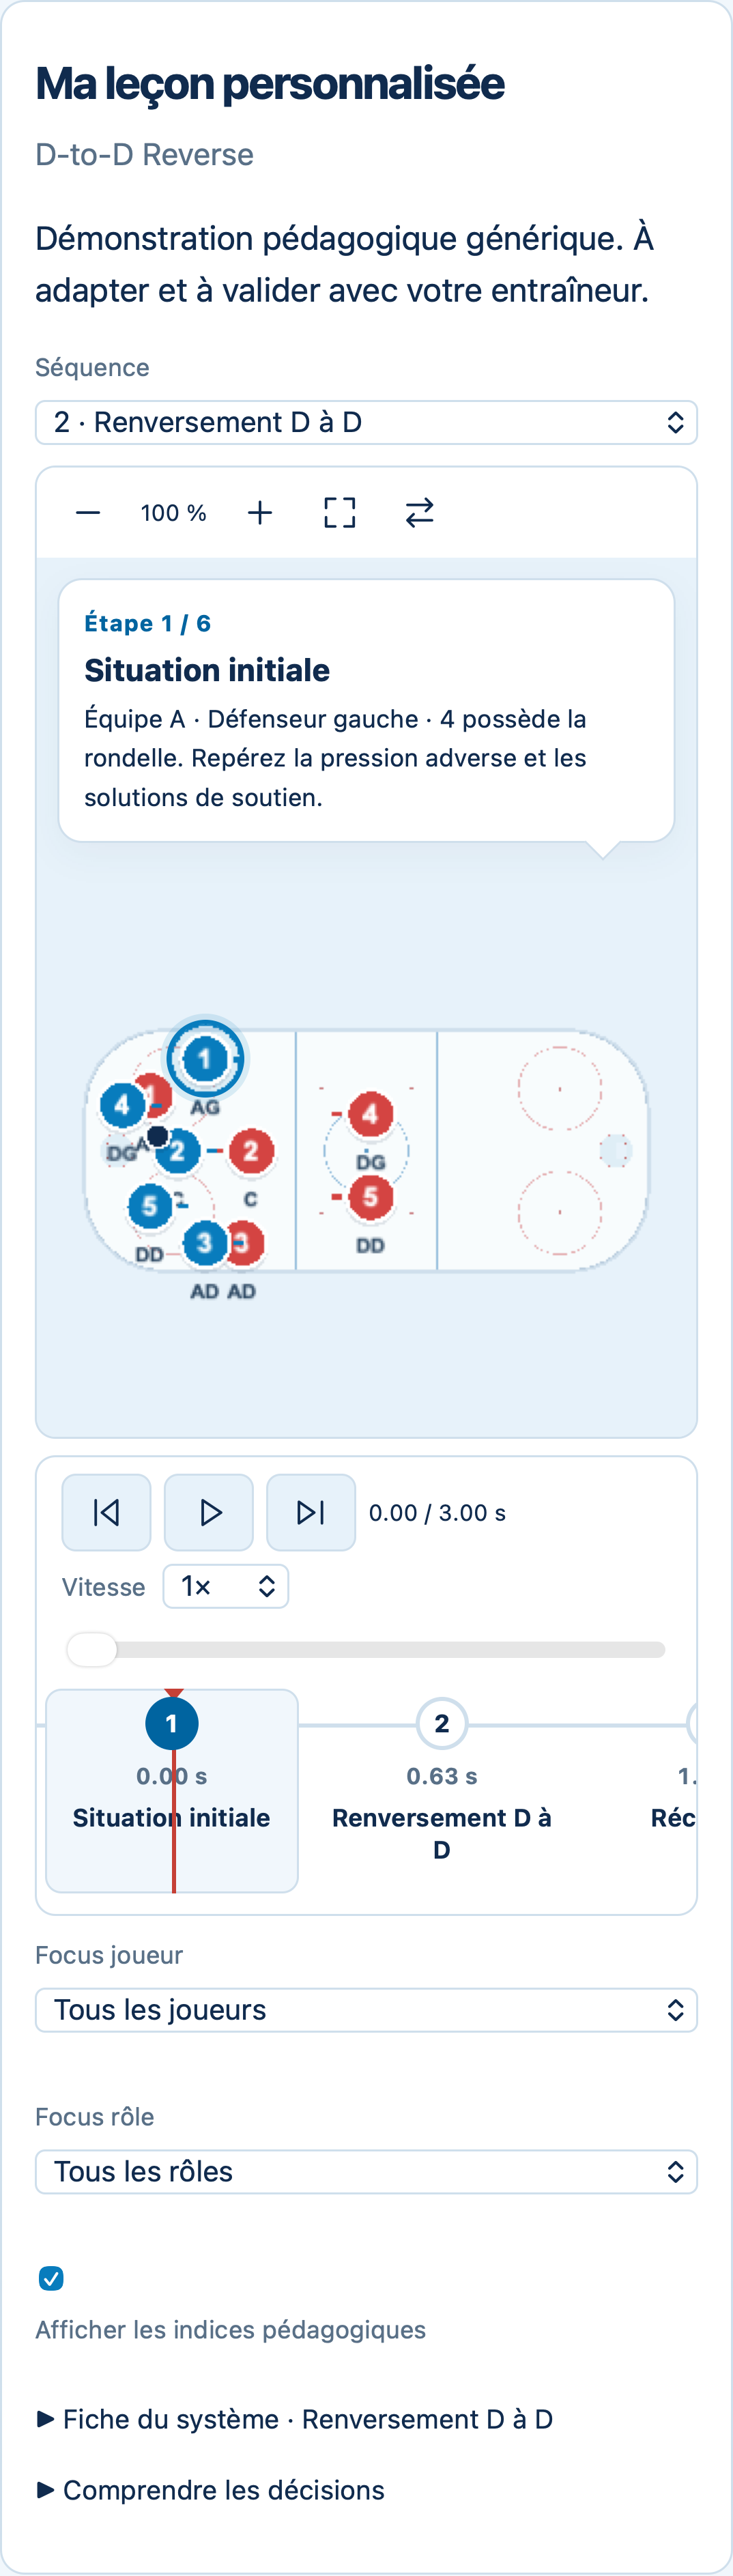 Ma leçon personnalisée
D-to-D Reverse
Démonstration pédagogique générique. À
adapter et à valider avec votre entraîneur.
Séquence
2 · Renversement D à D
100 %
Étape 1 / 6
Situation initiale
Équipe A · Défenseur gauche · 4 possède la
rondelle. Repérez la pression adverse et les
solutions de soutien.
1
AG
4
4
DG
2
2
DG
C
5
5
DD
DD
3
3
AD AD
0.00 / 3.00 s
Vitesse
1×
1
2
0.00 s
0.63 s
1.
Situation initiale
Renversement D à
D
Réc
Focus joueur
Tous les joueurs
Focus rôle
Tous les rôles
Afficher les indices pédagogiques
Fiche du système · Renversement D à D
Comprendre les décisions